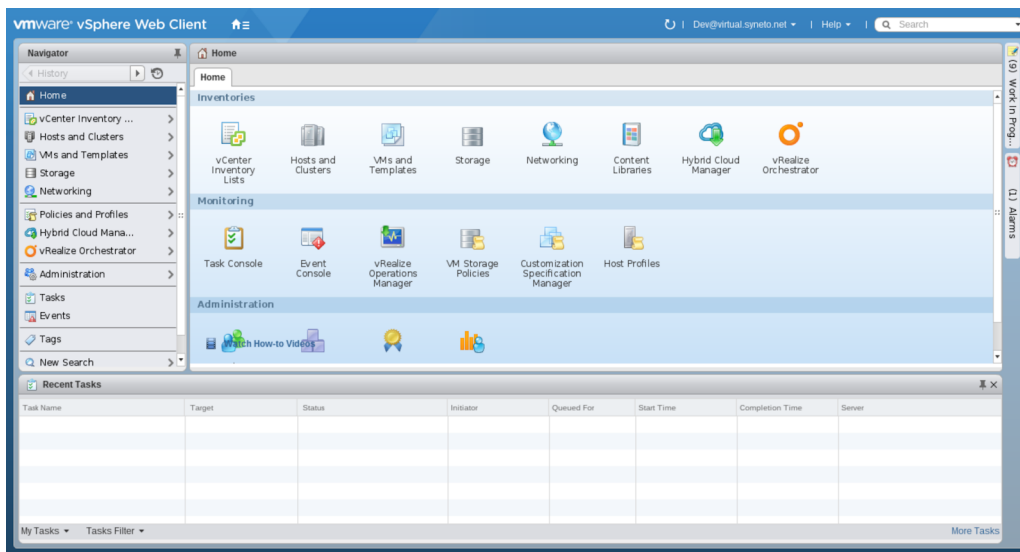 vmware® vSphere Web Client
Dev@virtual.syneto.net
Help
Search
Navigator
History
Home
vCenter Inventory ...
Hosts and Clusters
VMs and Templates
Storage
Networking
Policies and Profiles
Hybrid Cloud Mana...
vRealize Orchestrator
Administration
Tasks
Events
Tags
New Search
Home
Home
Inventories
vCenter
Inventory
Lists
Hosts and
Clusters
VMs and
Templates
Storage
Networking
Content
Libraries
Hybrid Cloud
Manager
vRealize
Orchestrator
Monitoring
Task Console
Event
Console
vRealize
Operations
Manager
VM Storage
Policies
Customization
Specification
Manager
Host Profiles
Administration
Watch How-to Videos
(9) Work In Prog...
(1) Alarms
Recent Tasks
Task Name Target Status Initiator Queued For Start Time Completion Time Server
My Tasks Tasks Filter More Tasks